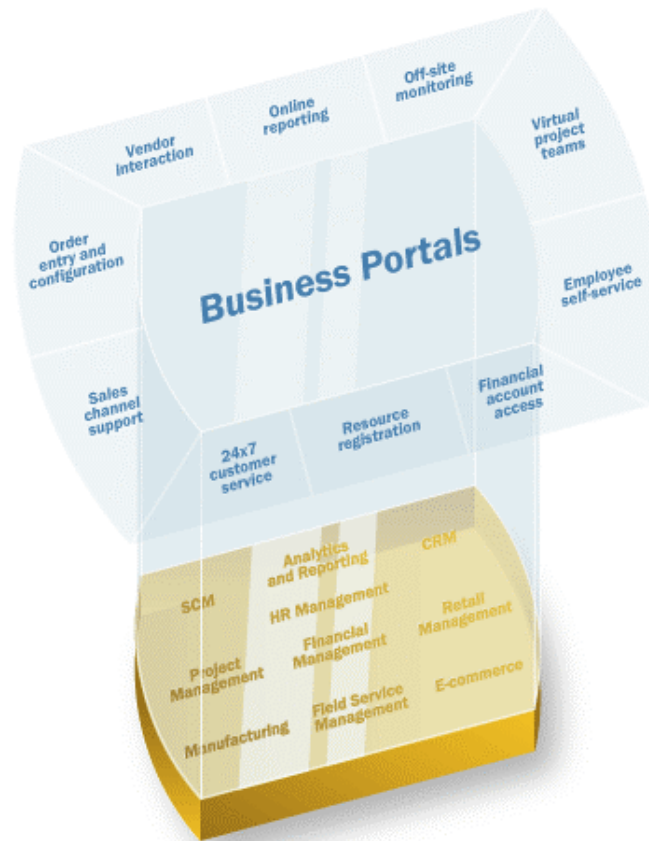 Off-site
monitoring
Online
reporting
Vendor
interaction
Virtual
project
teams
Order
entry and
configuration
Business Portals
Employee
self-service
Sales
channel
support
Financial
account
access
Resource
registration
24x7
customer
service
Analytics
and Reporting
CRM
SCM
HR Management
Retail
Management
Financial
Management
Project
Management
E-commerce
Field Service
Management
Manufacturing